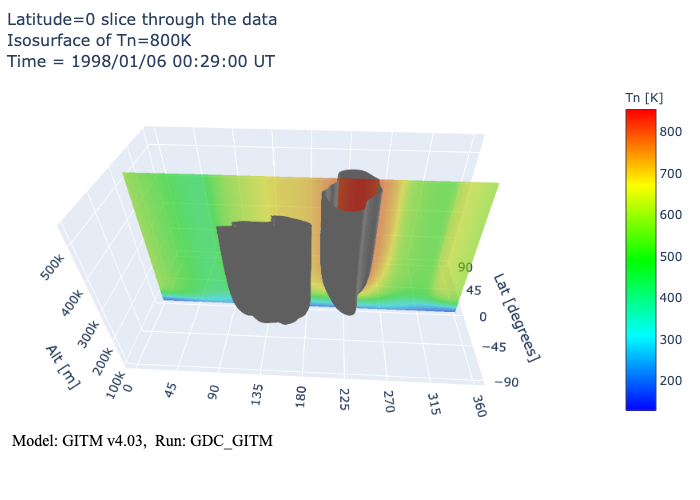 Latitude=0 slice through the data
Isosurface of Tn=800K
Time = 1998/01/06 00:29:00 UT
Tn [K]
800
700
600
500
400
300
200
500k
400k
300k
200k
100k
Alt [m]
0
45
90
135
180
225
270
315
360
90
45
0
−45
−90
Lat [degrees]
Model: GITM v4.03, Run: GDC_GITM